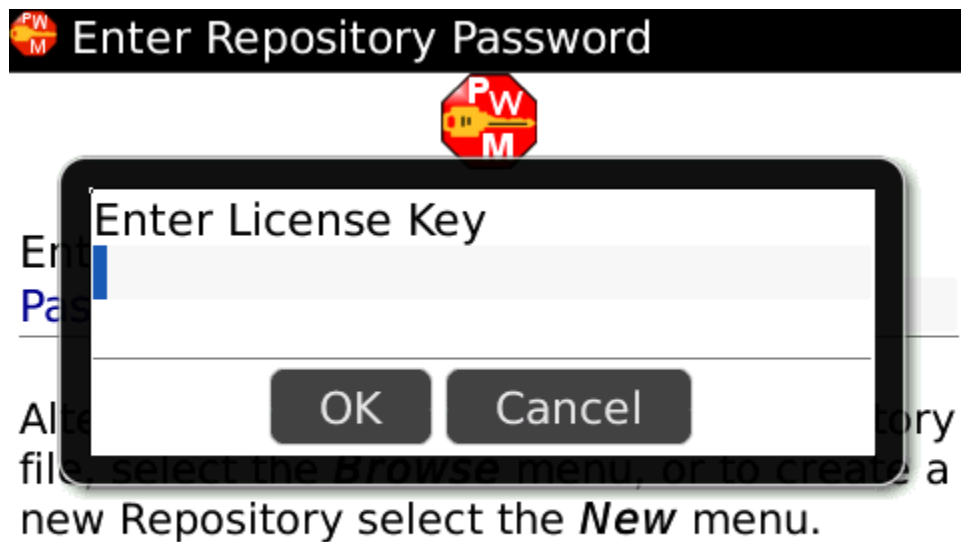 PW
M
Enter Repository Password
PW
M
Enter License Key
Ent
Pas
OK
Cancel
Alte
ory
file, select the Browse menu, or to create a
new Repository select the New menu.